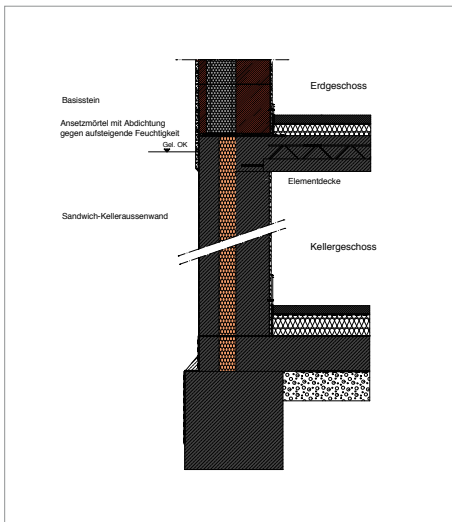 Erdgeschoss
Basisstein
Ansetzmörtel mit Abdichtung
gegen aufsteigende Feuchtigkeit
Gel. OK
Elementdecke
Sandwich-Kelleraussenwand
Kellergeschoss